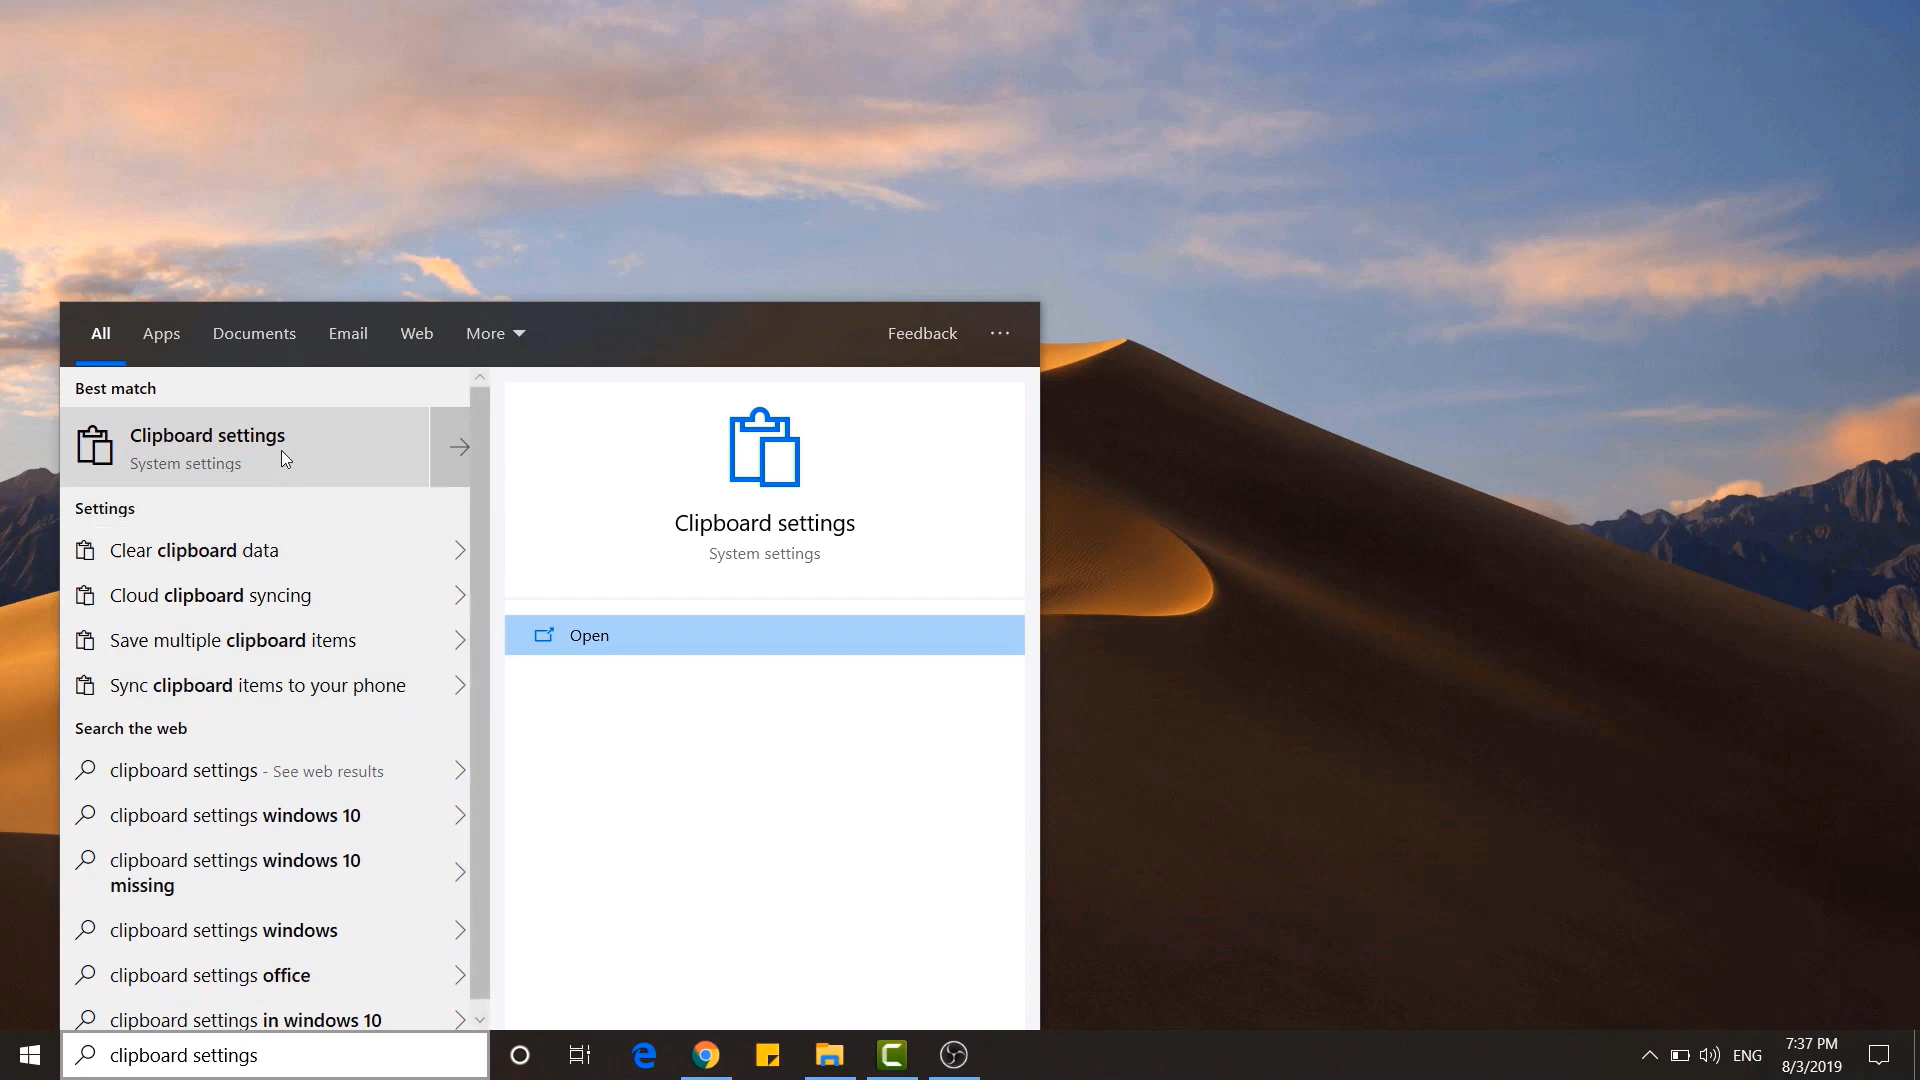 All Apps Documents Email Web More Feedback
Best match
Clipboard settings
System settings
Settings
Clear clipboard data
Cloud clipboard syncing
Save multiple clipboard items
Sync clipboard items to your phone
Search the web
clipboard settings - See web results
clipboard settings windows 10
clipboard settings windows 10
missing
clipboard settings windows
clipboard settings office
clipboard settings in windows 10
Clipboard settings
System settings
Open
clipboard settings
ENG
7:37 PM
8/3/2019